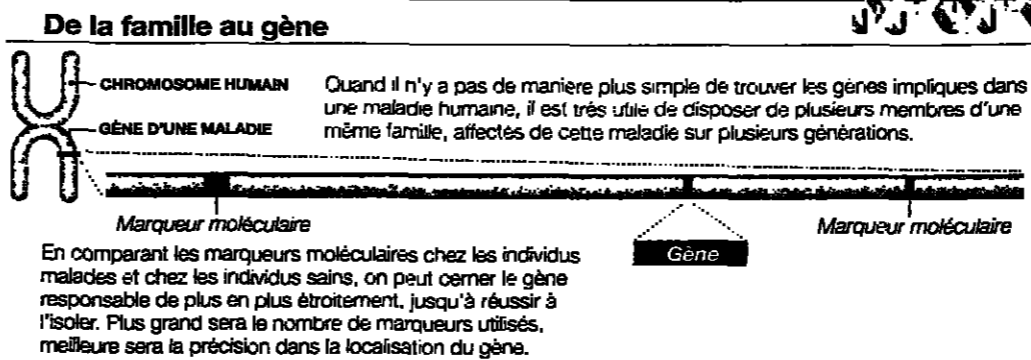 De la famille au gène
CHROMOSOME HUMAIN
GÈNE D'UNE MALADIE
Quand il n'y a pas de manière plus simple de trouver les gènes impliqués dans
une maladie humaine, il est très utile de disposer de plusieurs membres d'une
même famille, affectés de cette maladie sur plusieurs générations.
Marqueur moléculaire
Gène
Marqueur moléculaire
En comparant les marqueurs moléculaires chez les individus
malades et chez les individus sains, on peut cerner le gène
responsable de plus en plus étroitement, jusqu'à réussir à
l'isoler. Plus grand sera le nombre de marqueurs utilisés,
meilleure sera la précision dans la localisation du gène.